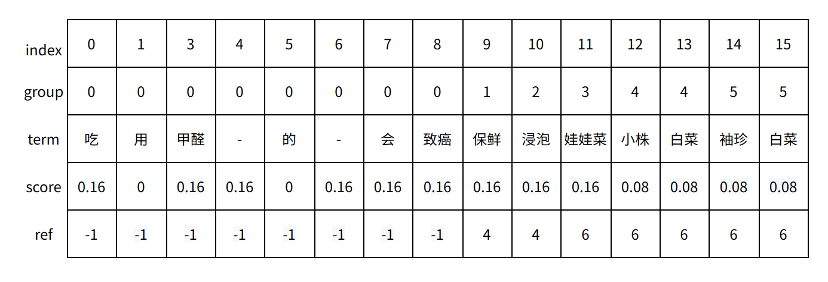 index 0 1 3 4 5 6 7 8 9 10 11 12 13 14 15
group 0 0 0 0 0 0 0 0 1 2 3 4 4 5 5
term 吃 用 甲醛 - 的 - 会 致癌 保鲜 浸泡 娃娃菜 小株 白菜 袖珍 白菜
score 0.16 0 0.16 0.16 0 0.16 0.16 0.16 0.16 0.16 0.16 0.08 0.08 0.08 0.08
ref -1 -1 -1 -1 -1 -1 -1 -1 4 4 6 6 6 6 6